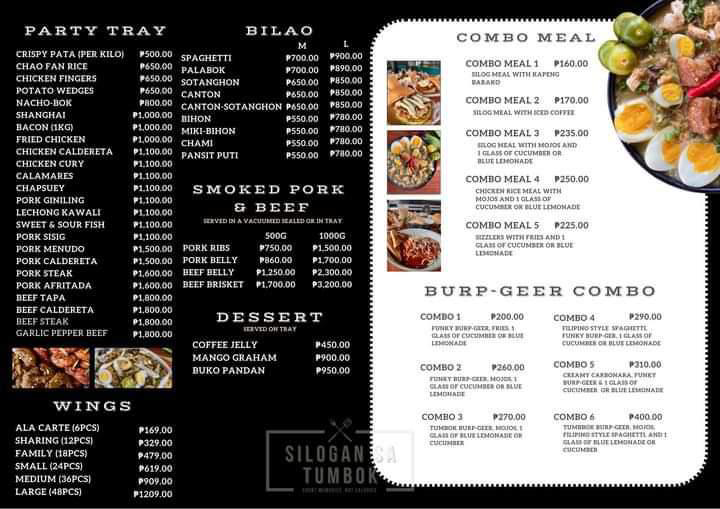 PARTY TRAY
CRISPY PATA (PER KILO) ₱500.00
CHAO FAN RICE ₱650.00
CHICKEN FINGERS ₱650.00
POTATO WEDGES ₱650.00
NACHO-BOK ₱800.00
SHANGHAI ₱1,000.00
BACON (1KG) ₱1,000.00
FRIED CHICKEN ₱1,000.00
CHICKEN CALDERETA ₱1,100.00
CHICKEN CURY ₱1,100.00
CALAMARES ₱1,100.00
CHAPSUEY ₱1,100.00
PORK GINILING ₱1,100.00
LECHONG KAWALI ₱1,100.00
SWEET & SOUR FISH ₱1,100.00
PORK SISIG ₱1,100.00
PORK MENUDO ₱1,500.00
PORK CALDERETA ₱1,500.00
PORK STEAK ₱1,600.00
PORK AFRITADA ₱1,600.00
BEEF TAPA ₱1,800.00
BEEF CALDERETA ₱1,800.00
BEEF STEAK ₱1,800.00
GARLIC PEPPER BEEF ₱1,800.00
WINGS
ALA CARTE (6PCS) ₱169.00
SHARING (12PCS) ₱329.00
FAMILY (18PCS) ₱479.00
SMALL (24PCS) ₱619.00
MEDIUM (36PCS) ₱909.00
LARGE (48PCS) ₱1209.00
BILAO
M L
SPAGHETTI ₱700.00 ₱900.00
PALABOK ₱700.00 ₱890.00
SOTANGHON ₱650.00 ₱850.00
CANTON ₱650.00 ₱850.00
CANTON-SOTANGHON ₱650.00 ₱850.00
BIHON ₱550.00 ₱780.00
MIKI-BIHON ₱550.00 ₱780.00
CHAMI ₱550.00 ₱780.00
PANSIT PUTI ₱550.00 ₱780.00
SMOKED PORK
& BEEF
SERVED IN A VACUUMED SEALED OR IN TRAY
500G 1000G
PORK RIBS ₱750.00 ₱1,500.00
PORK BELLY ₱860.00 ₱1,700.00
BEEF BELLY ₱1,250.00 ₱2,300.00
BEEF BRISKET ₱1,700.00 ₱3,200.00
DESSERT
SERVED ON TRAY
COFFEE JELLY ₱450.00
MANGO GRAHAM ₱900.00
BUKO PANDAN ₱950.00
SILOGAN SA
TUMBOK
COMBO MEAL
COMBO MEAL 1 ₱160.00
SILOG MEAL WITH KAPENG
BABAKO
COMBO MEAL 2 ₱170.00
SILOG MEAL WITH ICED COFFEE
COMBO MEAL 3 ₱235.00
SILOG MEAL WITH MOJOS AND
1 GLASS OF CUCUMBER OR
BLUE LEMONADE
COMBO MEAL 4 ₱250.00
CHICKEN RICE MEAL WITH
MOJOS AND 1 GLASS OF
CUCUMBER OR BLUE LEMONADE
COMBO MEAL 5 ₱225.00
SIZZLERS WITH FRIES AND 1
GLASS OF CUCUMBER OR BLUE
LEMONADE
BURP-GEER COMBO
COMBO 1 ₱200.00
FUNKY BURP-GEER, FRIES, 1
GLASS OF CUCUMBER OR BLUE
LEMONADE
COMBO 2 ₱260.00
FUNKY BURP-GEER, MOJOS, 1
GLASS OF CUCUMBER OR BLUE
LEMONADE
COMBO 3 ₱270.00
TUMBOK BURP-GEER, MOJOS, 1
GLASS OF BLUE LEMONADE OR
CUCUMBER
COMBO 4 ₱290.00
FILIPINO STYLE SPAGHETTI,
FUNKY BURP-GER, 1 GLASS OF
CUCUMBER OR BLUE LEMONADE
COMBO 5 ₱310.00
CREAMY CARBONARA, FUNKY
BURP-GEER & 1 GLASS OF
CUCUMBER OR BLUE LEMONADE
COMBO 6 ₱400.00
TUMBBOK BURP-GEER, MOJOS,
FILIPINO STYLE SPAGHETTI, AND 1
GLASS OF BLUE LEMONADE OR
CUCUMBER